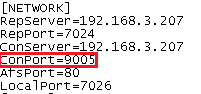 [NETWORK]
RepServer=192.168.3.207
RepPort=7024
ConServer=192.168.3.207
ConPort=9005
AfsPort=80
LocalPort=7026